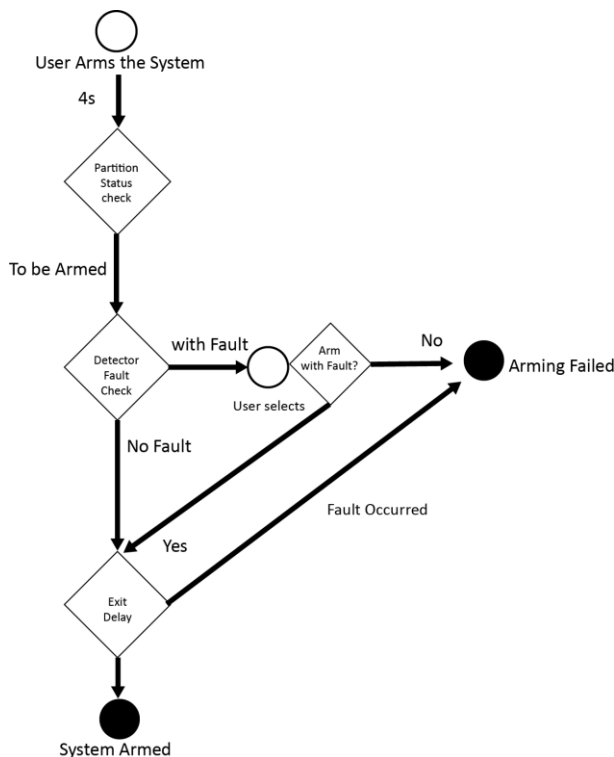 User Arms the System
4s
Partition
Status
check
To be Armed
with Fault
No
Detector
Fault
Check
Arm
with Fault?
Arming Failed
User selects
No Fault
Fault Occurred
Yes
Exit
Delay
System Armed